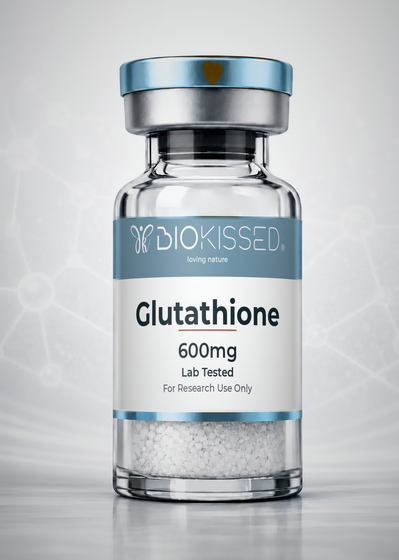 BIOKISSED®
loving nature
Glutathione
600mg
Lab Tested
For Research Use Only